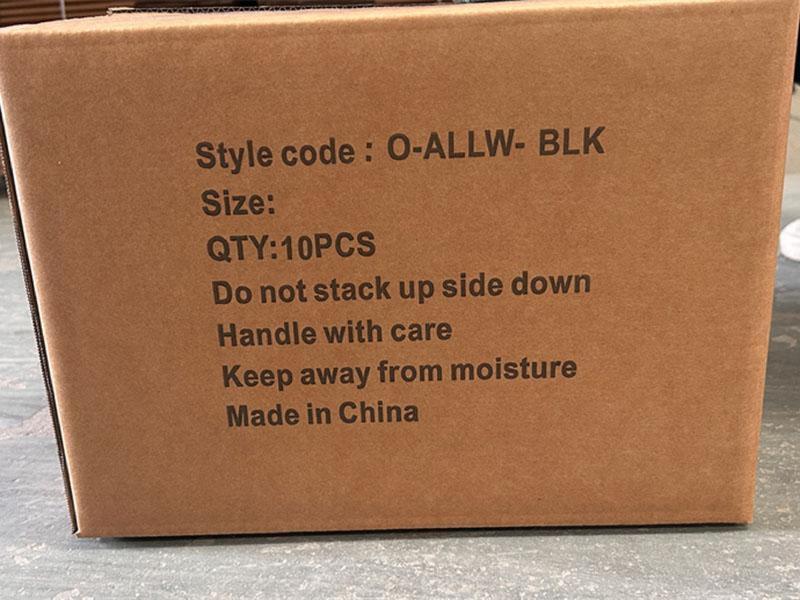 Style code : O-ALLW- BLK
Size:
QTY:10PCS
Do not stack up side down
Handle with care
Keep away from moisture
Made in China